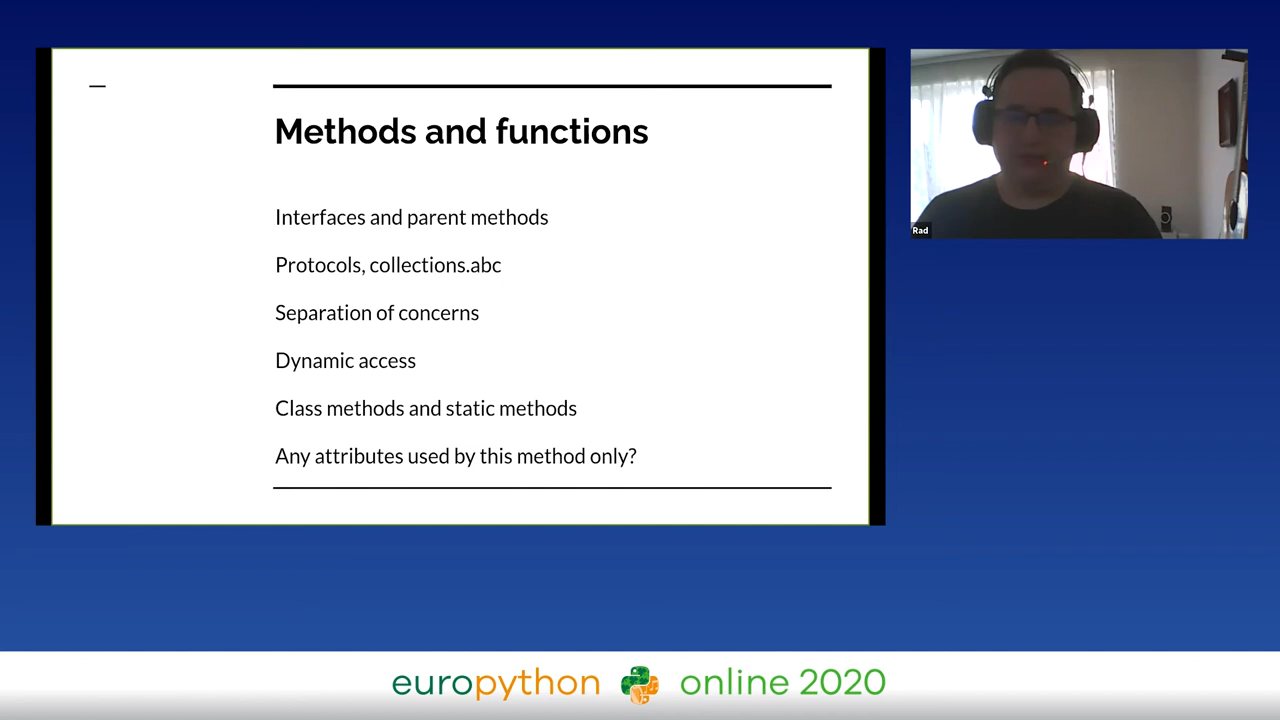 Methods and functions
Interfaces and parent methods
Protocols, collections.abc
Separation of concerns
Dynamic access
Class methods and static methods
Any attributes used by this method only?
Rad
europython online 2020